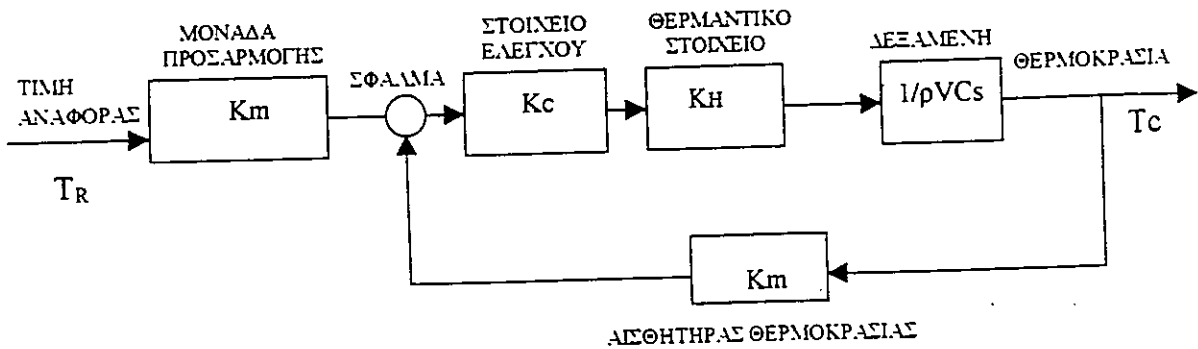 ΜΟΝΑΔΑ
ΠΡΟΣΑΡΜΟΓΗΣ
ΣΤΟΙΧΕΙΟ
ΕΛΕΓΧΟΥ
ΘΕΡΜΑΝΤΙΚΟ
ΣΤΟΙΧΕΙΟ
ΔΕΞΑΜΕΝΗ
ΘΕΡΜΟΚΡΑΣΙΑ
ΣΦΑΛΜΑ
ΤΙΜΗ
ΑΝΑΦΟΡΑΣ
Km
Kc
KH
1/ρVCs
TR
Tc
Km
ΑΙΣΘΗΤΗΡΑΣ ΘΕΡΜΟΚΡΑΣΙΑΣ